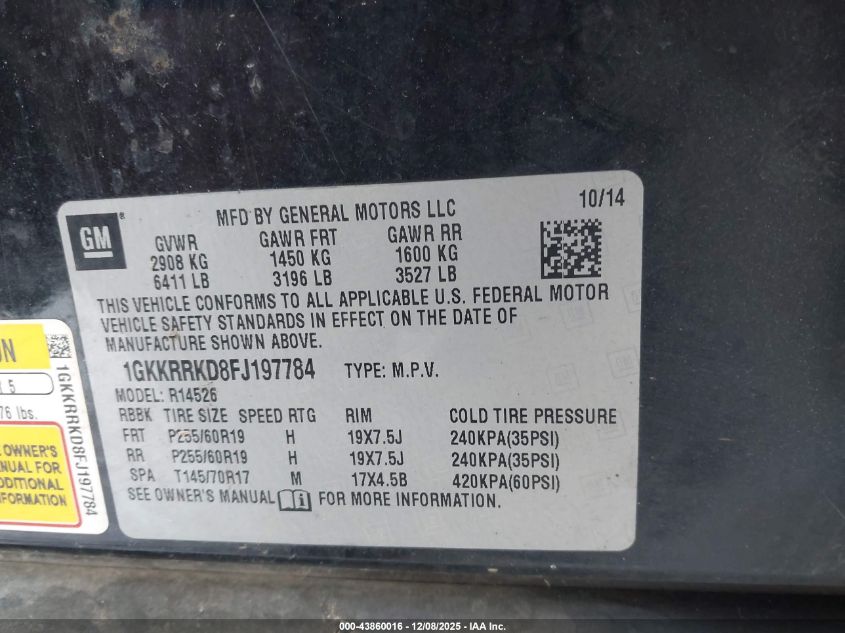 MFD BY GENERAL MOTORS LLC 10/14
GM®
GVWR GAWR FRT GAWR RR
2908 KG 1450 KG 1600 KG
6411 LB 3196 LB 3527 LB
THIS VEHICLE CONFORMS TO ALL APPLICABLE U.S. FEDERAL MOTOR
VEHICLE SAFETY STANDARDS IN EFFECT ON THE DATE OF
MANUFACTURE SHOWN ABOVE.
1GKKRRKD8FJ197784 TYPE: M.P.V.
MODEL: R14526
RBBK TIRE SIZE SPEED RTG RIM COLD TIRE PRESSURE
FRT P255/60R19 H 19X7.5J 240KPA(35PSI)
RR P255/60R19 H 19X7.5J 240KPA(35PSI)
SPA T145/70R17 M 17X4.5B 420KPA(60PSI)
SEE OWNER'S MANUAL i FOR MORE INFORMATION.
5
lbs.
OWNER'S
FOR
1GKKRRKD8FJ197784
000-43860016 - 12/08/2025 - IAA Inc.